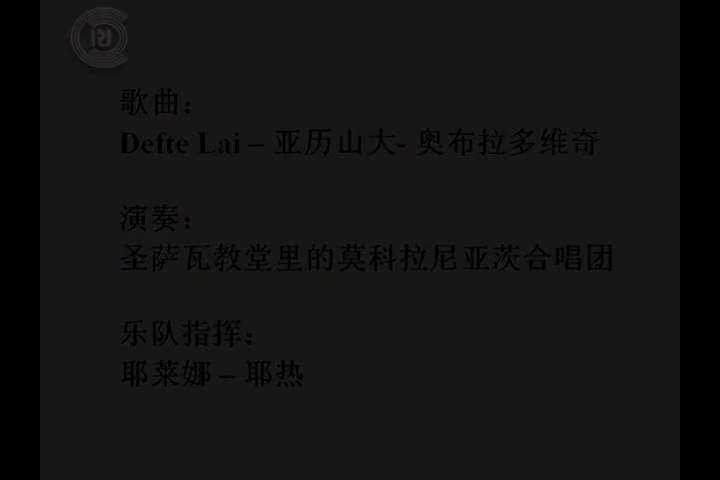 歌曲：
Defte Lai – 亚历山大- 奥布拉多维奇
演奏：
圣萨瓦教堂里的莫科拉尼亚茨合唱团
乐队指挥：
耶莱娜 – 耶热